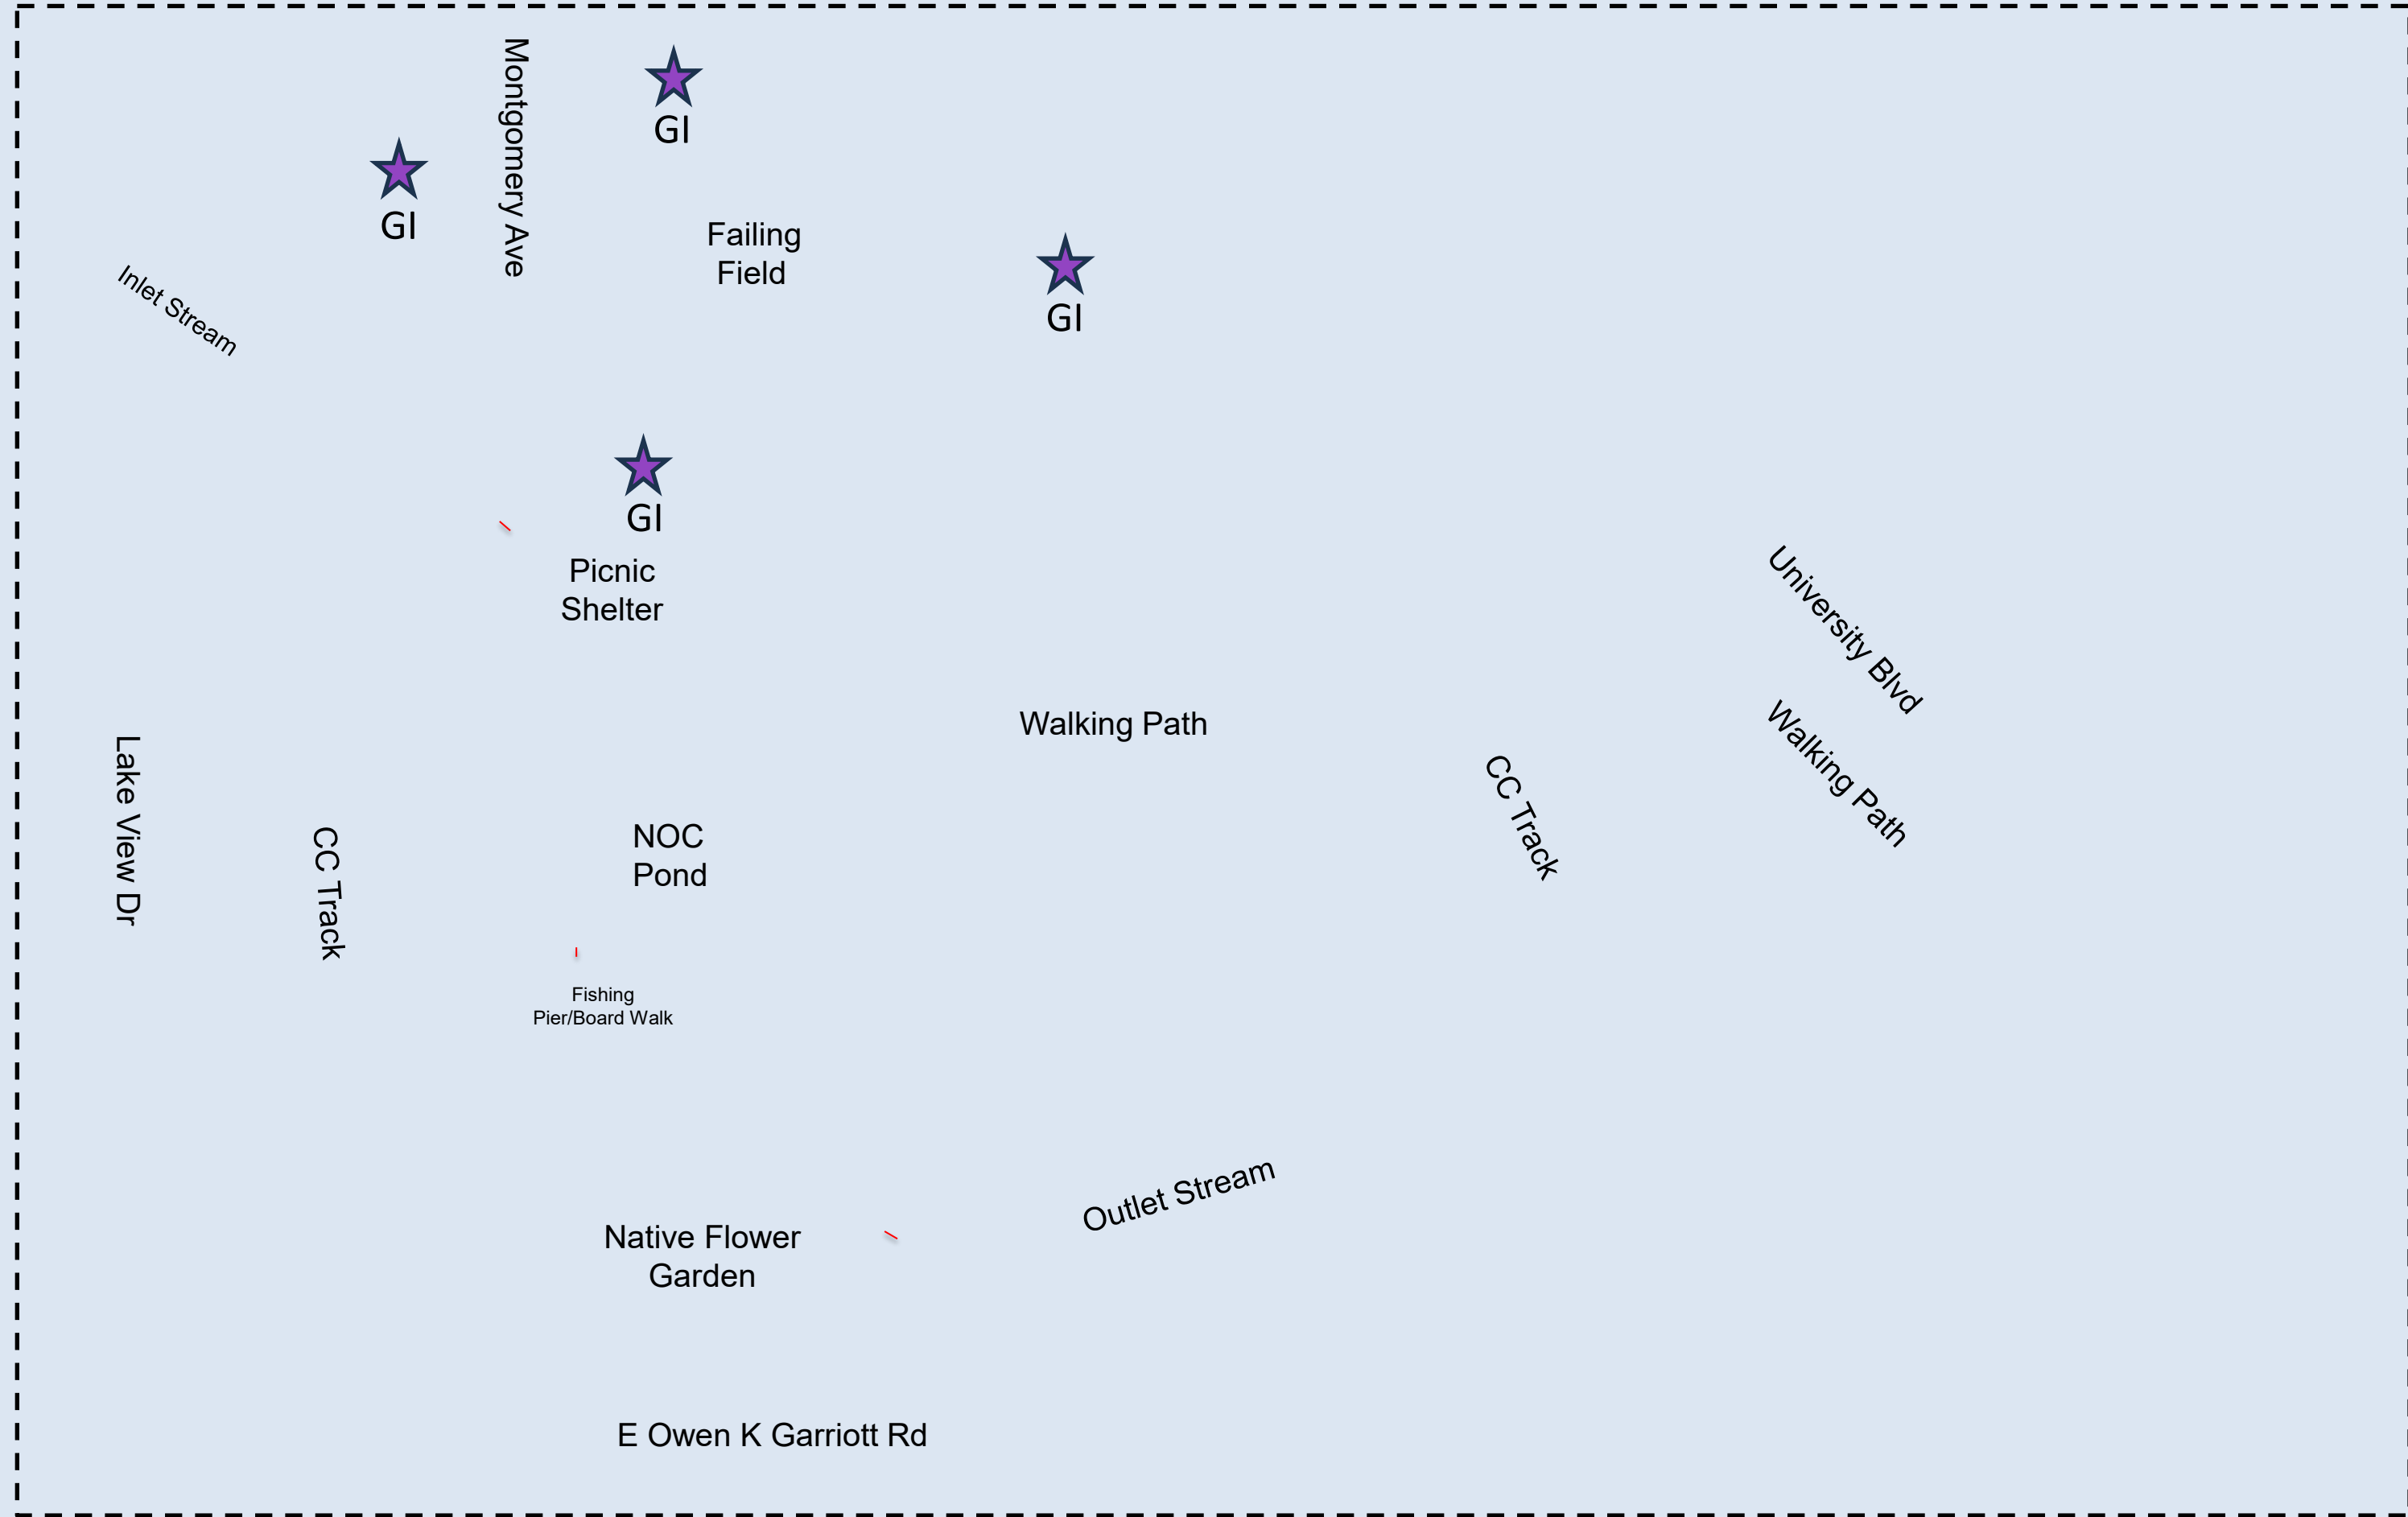 Montgomery Ave
GI
GI
Failing
Field
GI
Inlet Stream
GI
Picnic
Shelter
University Blvd
Walking Path
Walking Path
Lake View Dr
CC Track
NOC
Pond
CC Track
Fishing
Pier/Board Walk
Outlet Stream
Native Flower
Garden
E Owen K Garriott Rd